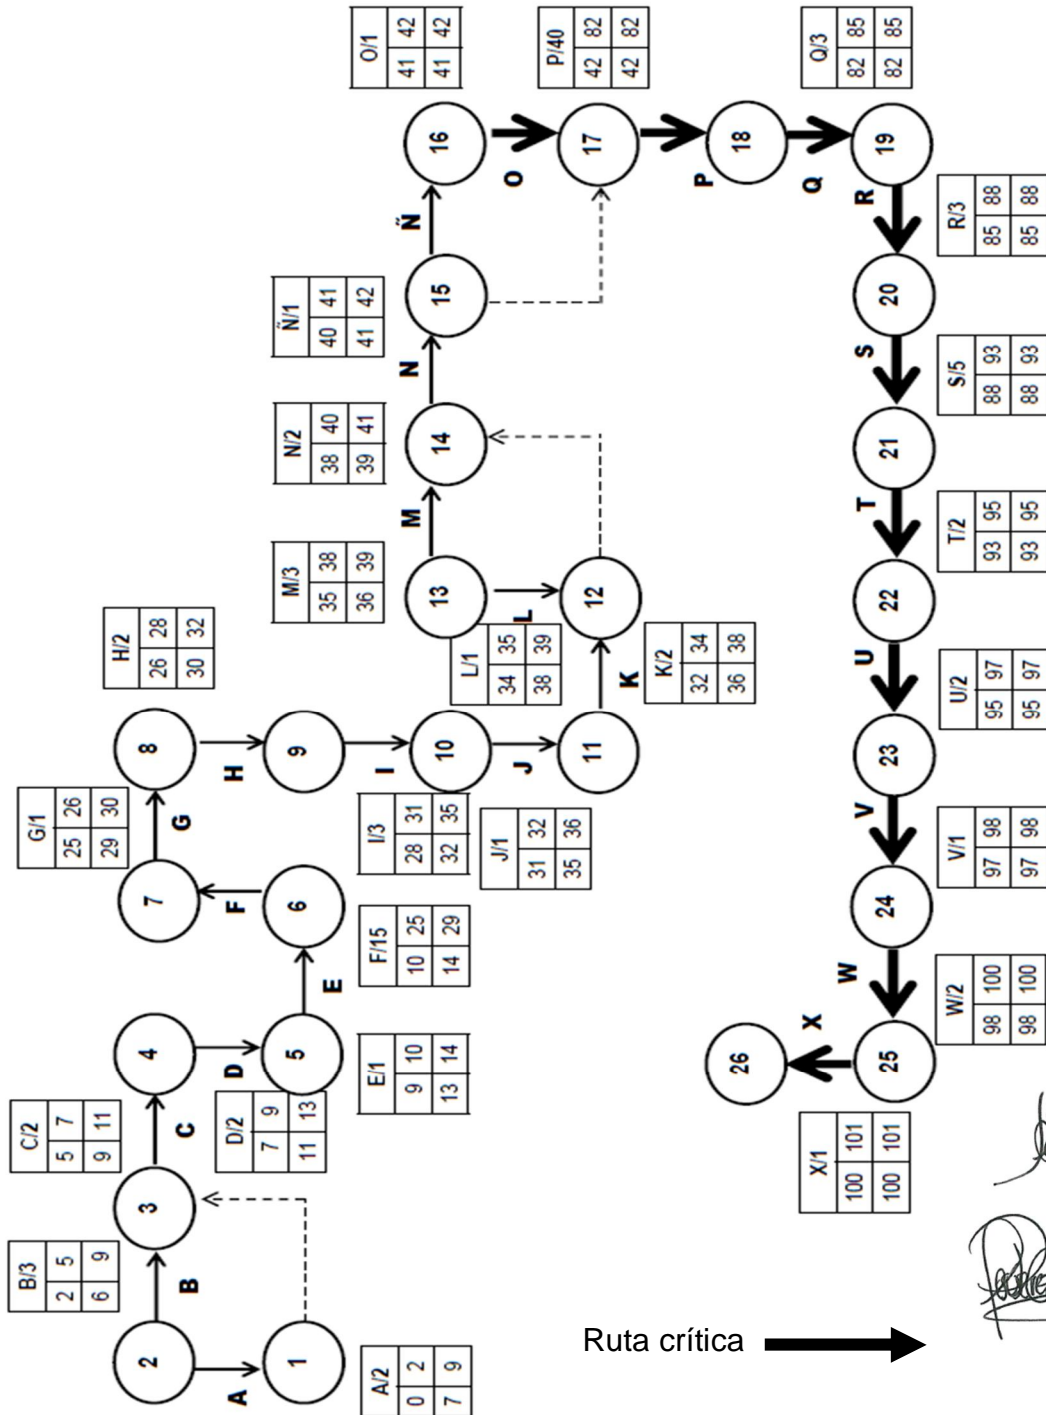 A/2
0 2
7 9
B/3
2 5
6 9
C/2
5 7
9 11
D/2
7 9
11 13
E/1
9 10
13 14
F/15
10 25
14 29
G/1
25 26
29 30
H/2
26 28
30 32
I/3
28 31
32 35
J/1
31 32
35 36
K/2
32 34
36 38
L/1
34 35
38 39
M/3
35 38
36 39
N/2
38 40
39 41
Ñ/1
40 41
41 42
O/1
41 42
41 42
P/40
42 82
42 82
Q/3
82 85
82 85
R/3
85 88
85 88
S/5
88 93
88 93
T/2
93 95
93 95
U/2
95 97
95 97
V/1
97 98
97 98
W/2
98 100
98 100
X/1
100 101
100 101
1
2
3
4
5
6
7
8
9
10
11
12
13
14
15
16
17
18
19
20
21
22
23
24
25
26
A
B
C
D
E
F
G
H
I
J
K
L
M
N
Ñ
O
P
Q
R
S
T
U
V
W
X
Ruta crítica